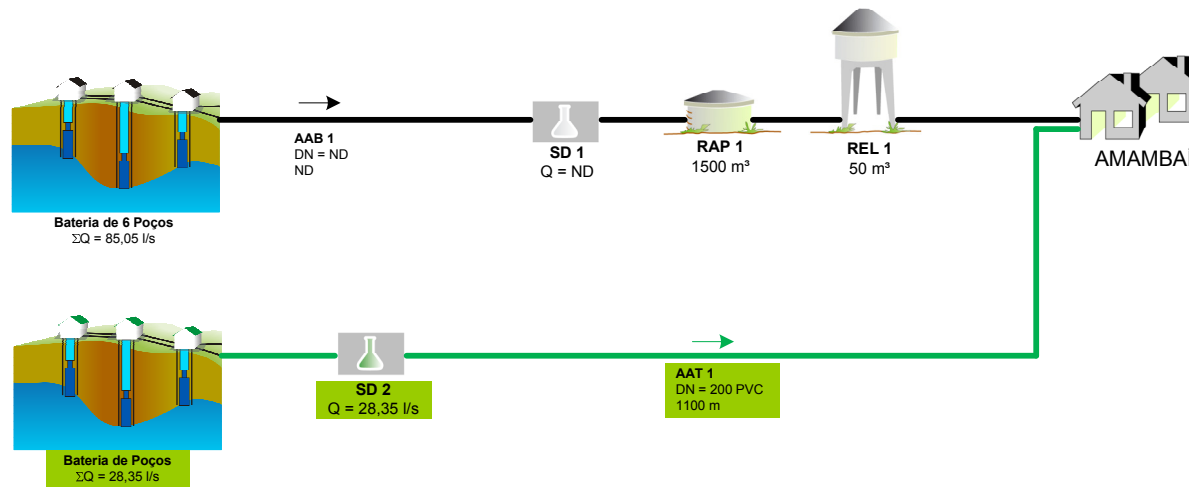 AAB 1
DN = ND
ND
SD 1
Q = ND
RAP 1
1500 m³
REL 1
50 m³
AMAMBA
Bateria de 6 Poços
ΣQ = 85,05 l/s
SD 2
Q = 28,35 l/s
AAT 1
DN = 200 PVC
1100 m
Bateria de Poços
ΣQ = 28,35 l/s